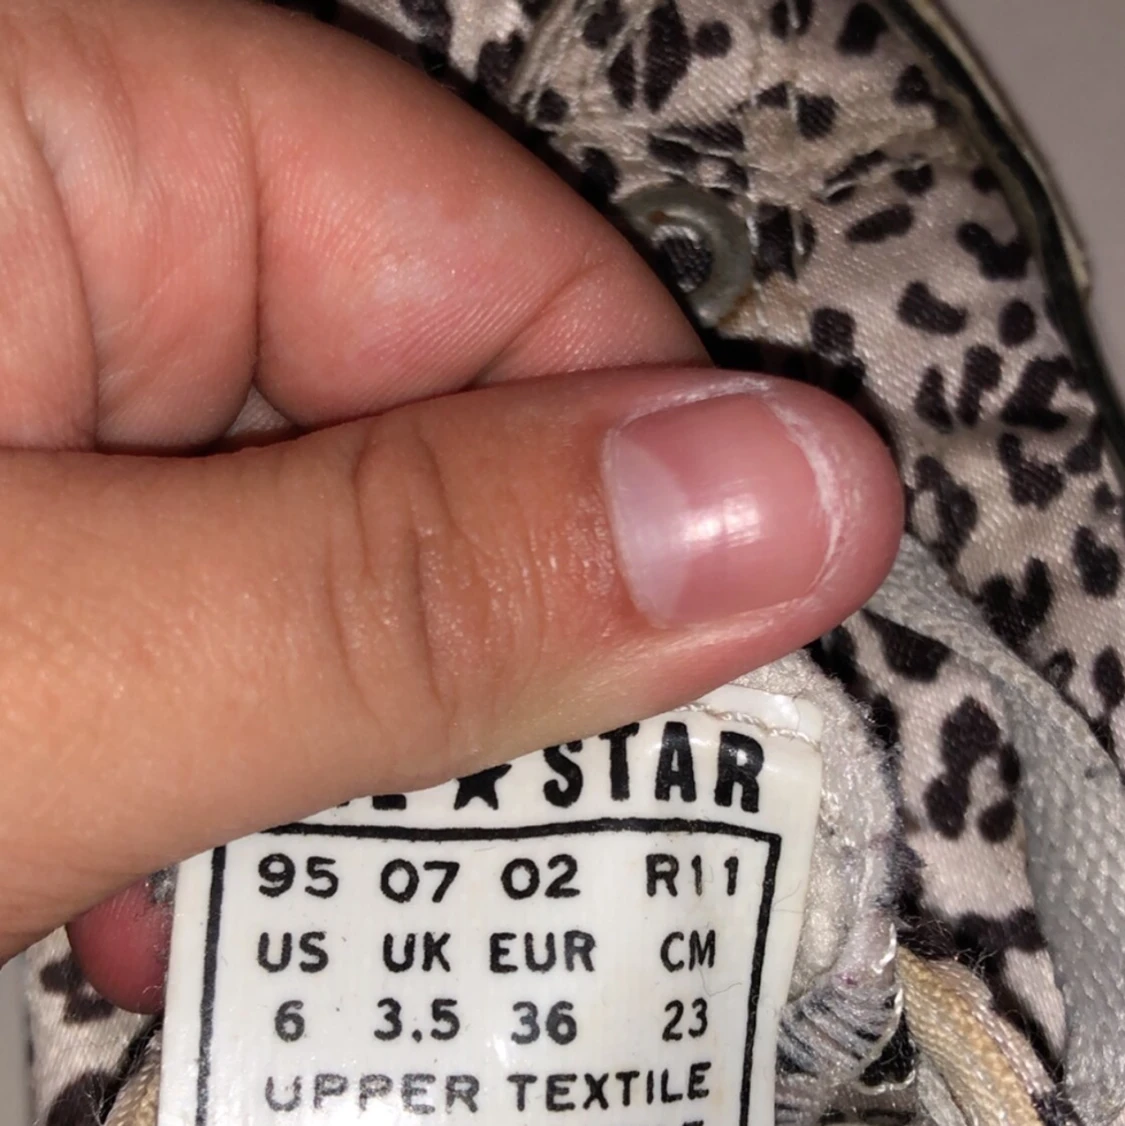 ★ STAR
95 07 02 R11
US UK EUR CM
6 3.5 36 23
UPPER TEXTILE